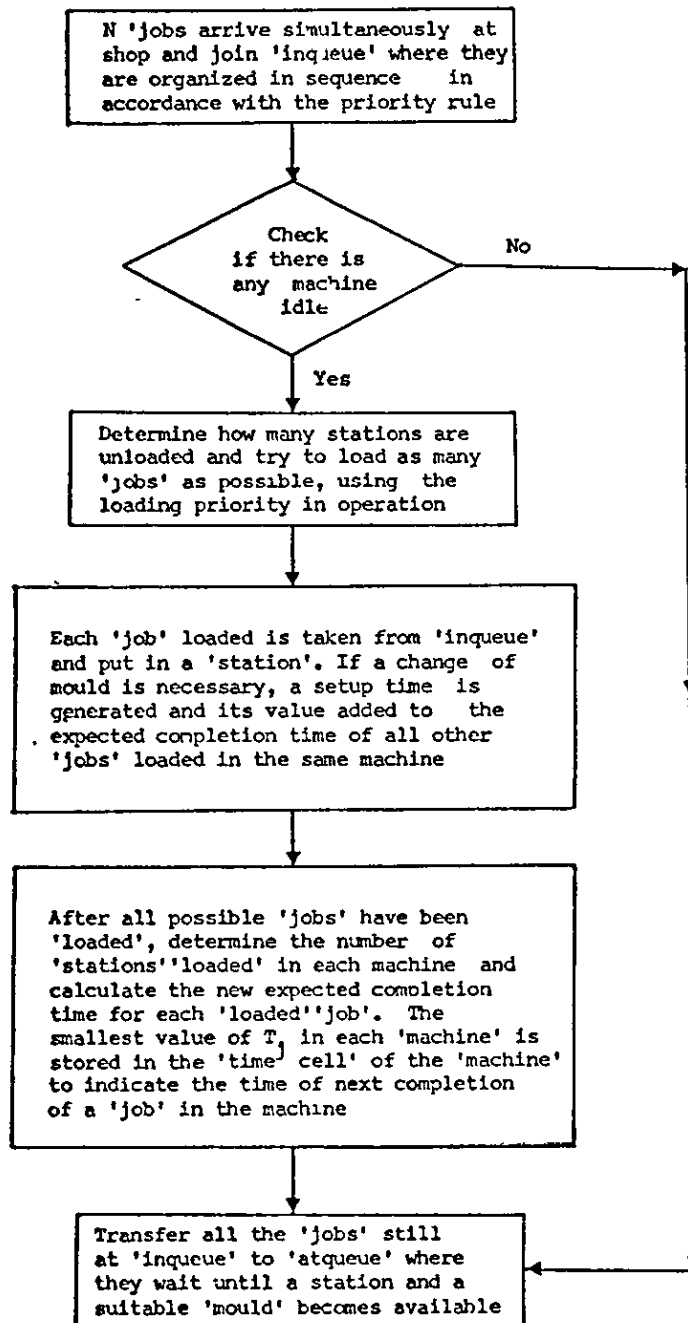 N 'jobs arrive simultaneously at
shop and join 'inqueue' where they
are organized in sequence in
accordance with the priority rule
Check
if there is
any machine
idle
No
Yes
Determine how many stations are
unloaded and try to load as many
'jobs' as possible, using the
loading priority in operation
Each 'job' loaded is taken from 'inqueue'
and put in a 'station'. If a change of
mould is necessary, a setup time is
generated and its value added to the
expected completion time of all other
'jobs' loaded in the same machine
After all possible 'jobs' have been
'loaded', determine the number of
'stations''loaded' in each machine and
calculate the new expected completion
time for each 'loaded''job'. The
smallest value of Tj in each 'machine' is
stored in the 'time cell' of the 'machine'
to indicate the time of next completion
of a 'job' in the machine
Transfer all the 'jobs' still
at 'inqueue' to 'atqueue' where
they wait until a station and a
suitable 'mould' becomes available